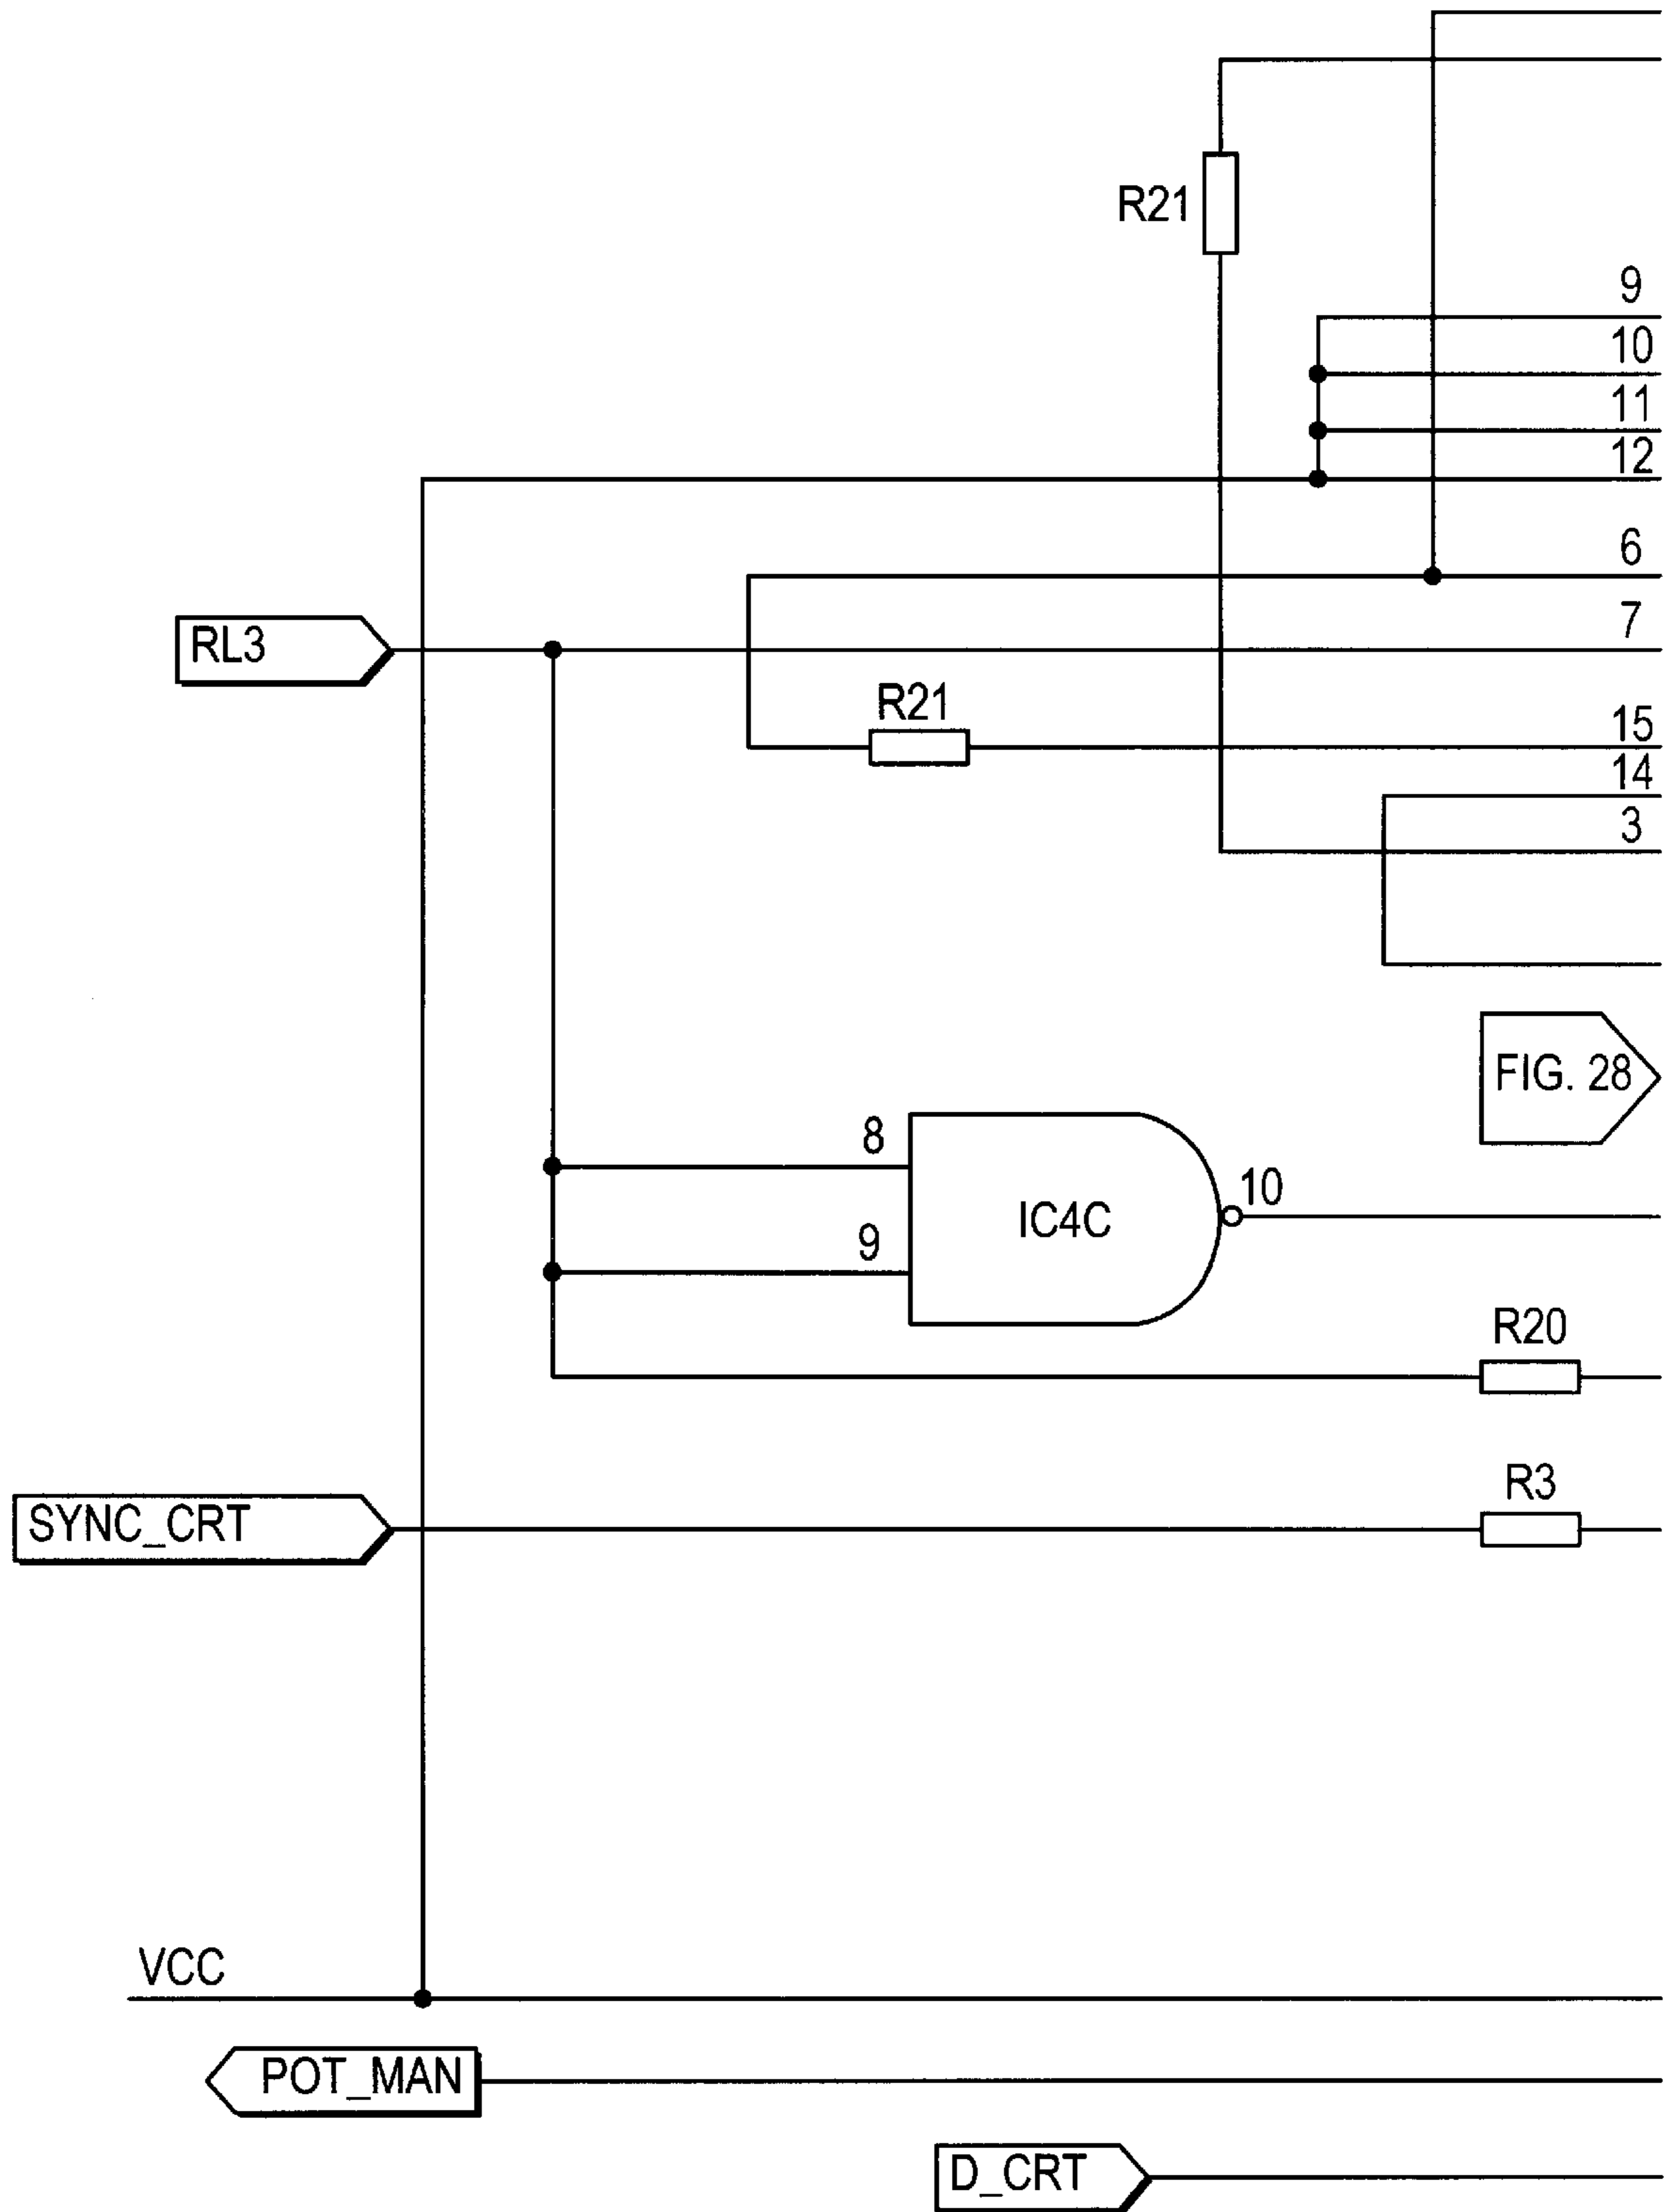 R21
9
10
11
12
6
RL3
7
R21
15
14
3
FIG. 28
8
10
IC4C
9
R20
R3
SYNC_CRT
VCC
POT_MAN
D_CRT